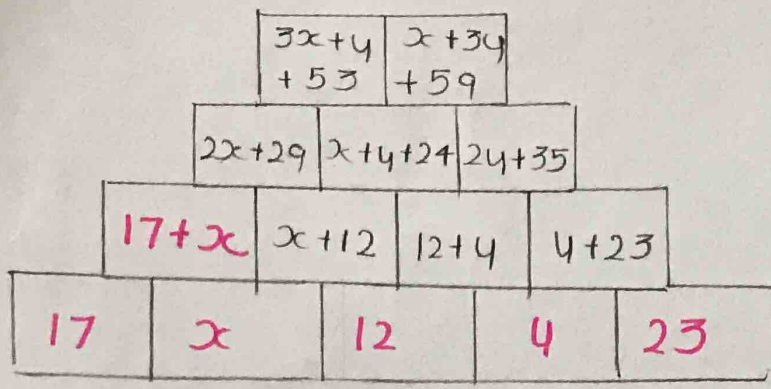 3x+y x+3y
+53 +59
2x+29 x+y+24 2y+35
17+x x+12 12+y y+23
17 x 12 y 23